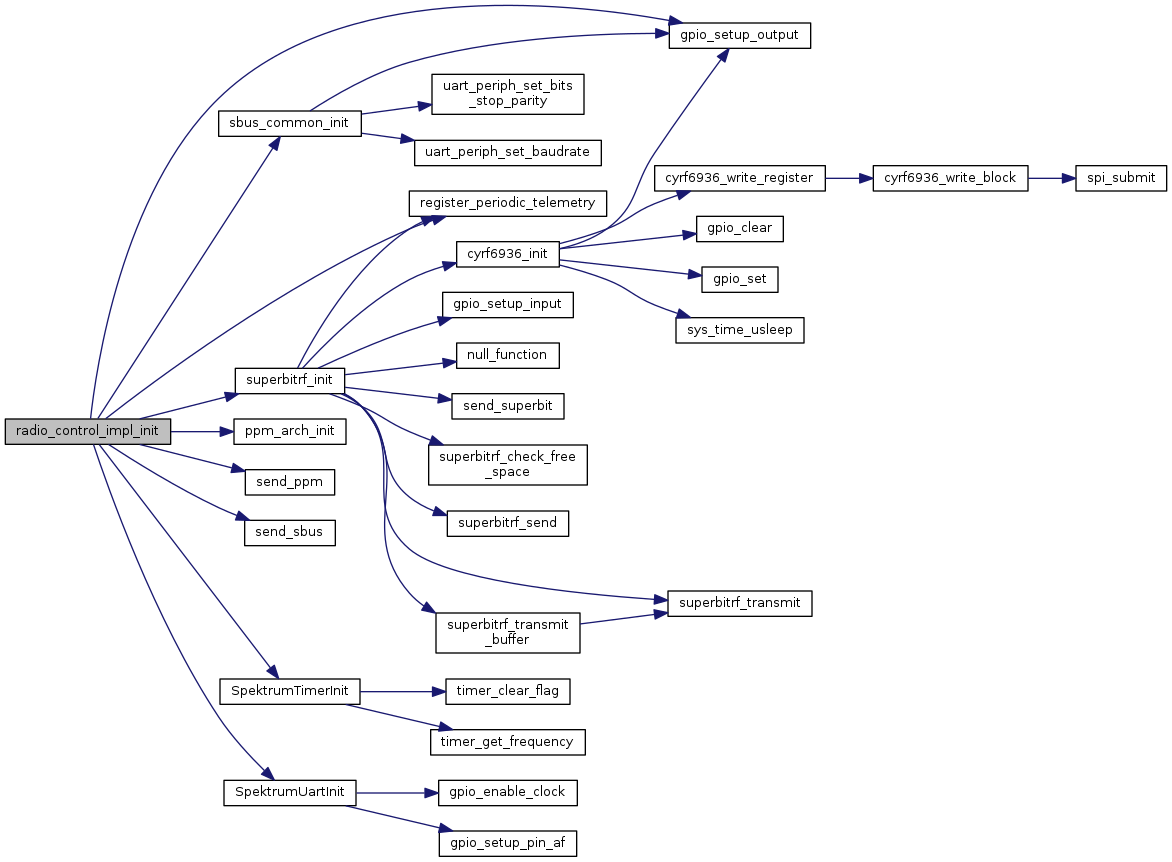 gpio_setup_output
uart_periph_set_bits
_stop_parity
sbus_common_init
uart_periph_set_baudrate
cyrf6936_write_register
cyrf6936_write_block
spi_submit
register_periodic_telemetry
gpio_clear
cyrf6936_init
gpio_set
gpio_setup_input
sys_time_usleep
null_function
superbitrf_init
send_superbit
radio_control_impl_init
ppm_arch_init
superbitrf_check_free
_space
send_ppm
superbitrf_send
send_sbus
superbitrf_transmit
superbitrf_transmit
_buffer
SpektrumTimerInit
timer_clear_flag
timer_get_frequency
SpektrumUartInit
gpio_enable_clock
gpio_setup_pin_af